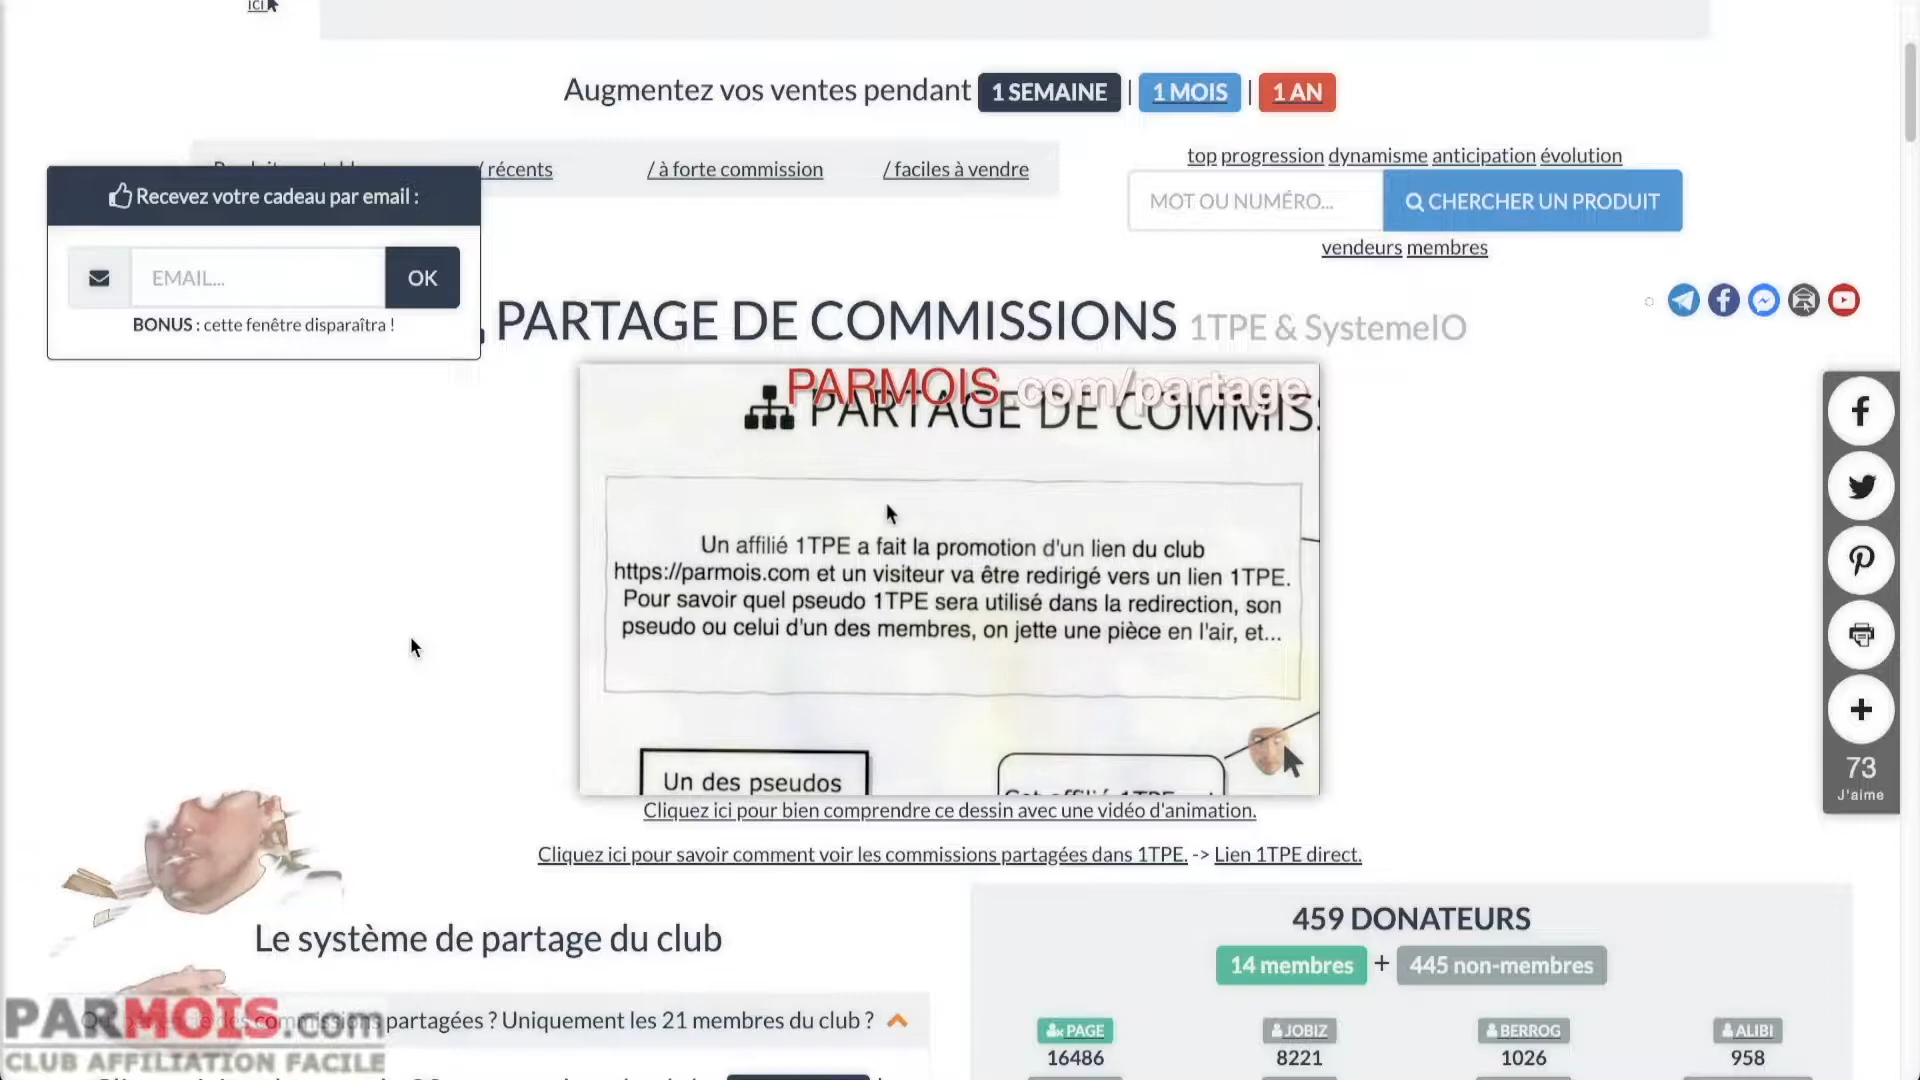 ici
Augmentez vos ventes pendant 1 SEMAINE | 1 MOIS | 1 AN
/ récents / à forte commission / faciles à vendre
top progression dynamisme anticipation évolution
MOT OU NUMÉRO... CHERCHER UN PRODUIT
vendeurs membres
Recevez votre cadeau par email :
EMAIL... OK
BONUS : cette fenêtre disparaîtra !
PARTAGE DE COMMISSIONS 1TPE & SystemeIO
PARMOIS.com/partage
PARTAGE DE COMMIS
Un affilié 1TPE a fait la promotion d'un lien du club
https://parmois.com et un visiteur va être redirigé vers un lien 1TPE.
Pour savoir quel pseudo 1TPE sera utilisé dans la redirection, son
pseudo ou celui d'un des membres, on jette une pièce en l'air, et...
Un des pseudos
Cliquez ici pour bien comprendre ce dessin avec une vidéo d'animation.
Cliquez ici pour savoir comment voir les commissions partagées dans 1TPE. -> Lien 1TPE direct.
73
J'aime
Le système de partage du club
commissions partagées ? Uniquement les 21 membres du club ?
459 DONATEURS
14 membres + 445 non-membres
PAGE JOBIZ BERROG ALIBI
16486 8221 1026 958
PARMOIS.com
CLUB AFFILIATION FACILE